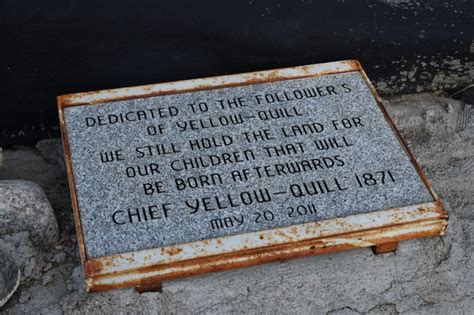 DEDICATED TO THE FOLLOWER'S
OF YELLOW-QUILL
WE STILL HOLD THE LAND FOR
OUR CHILDREN THAT WILL
BE BORN AFTERWARDS
CHIEF YELLOW-QUILL 1871
MAY 20 2011